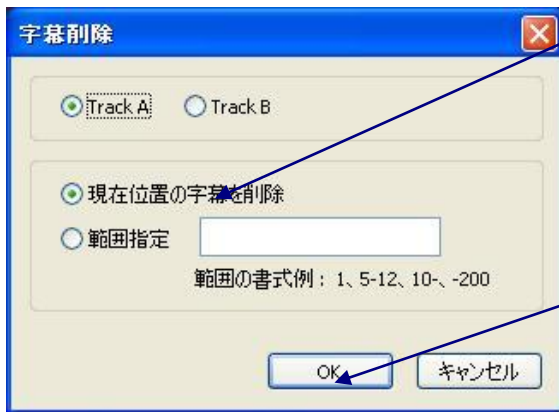 字幕削除
Track A Track B
現在位置の字幕を削除
範囲指定
範囲の書式例: 1、5-12、10-、-200
OK キャンセル